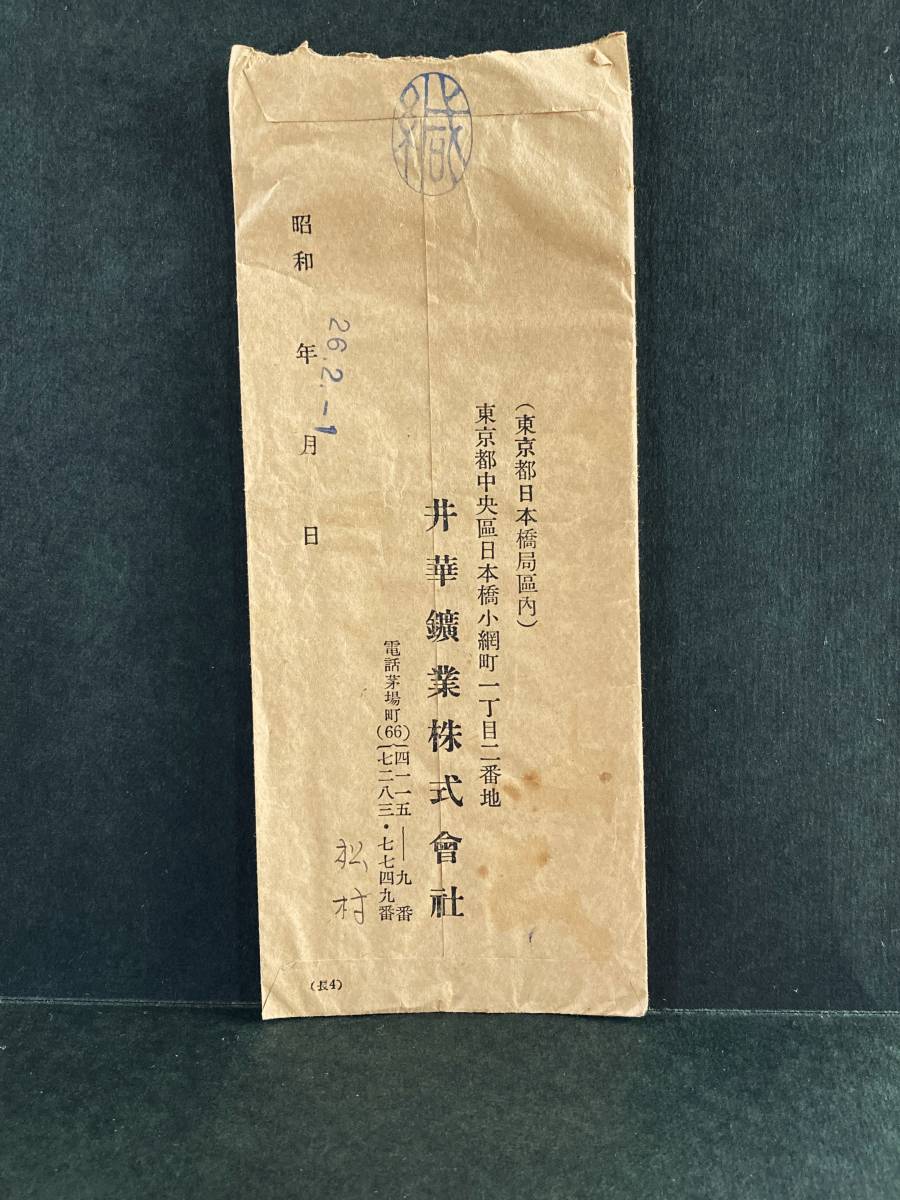 緘
(東京都日本橋局區內)
東京都中央區日本橋小網町一丁目二番地
井華鑛業株式會社
電話茅場町(66)
四一一五——九番
七二八三・七七四九番
松村
昭和 年 月 日
26.2.-1
(長4)